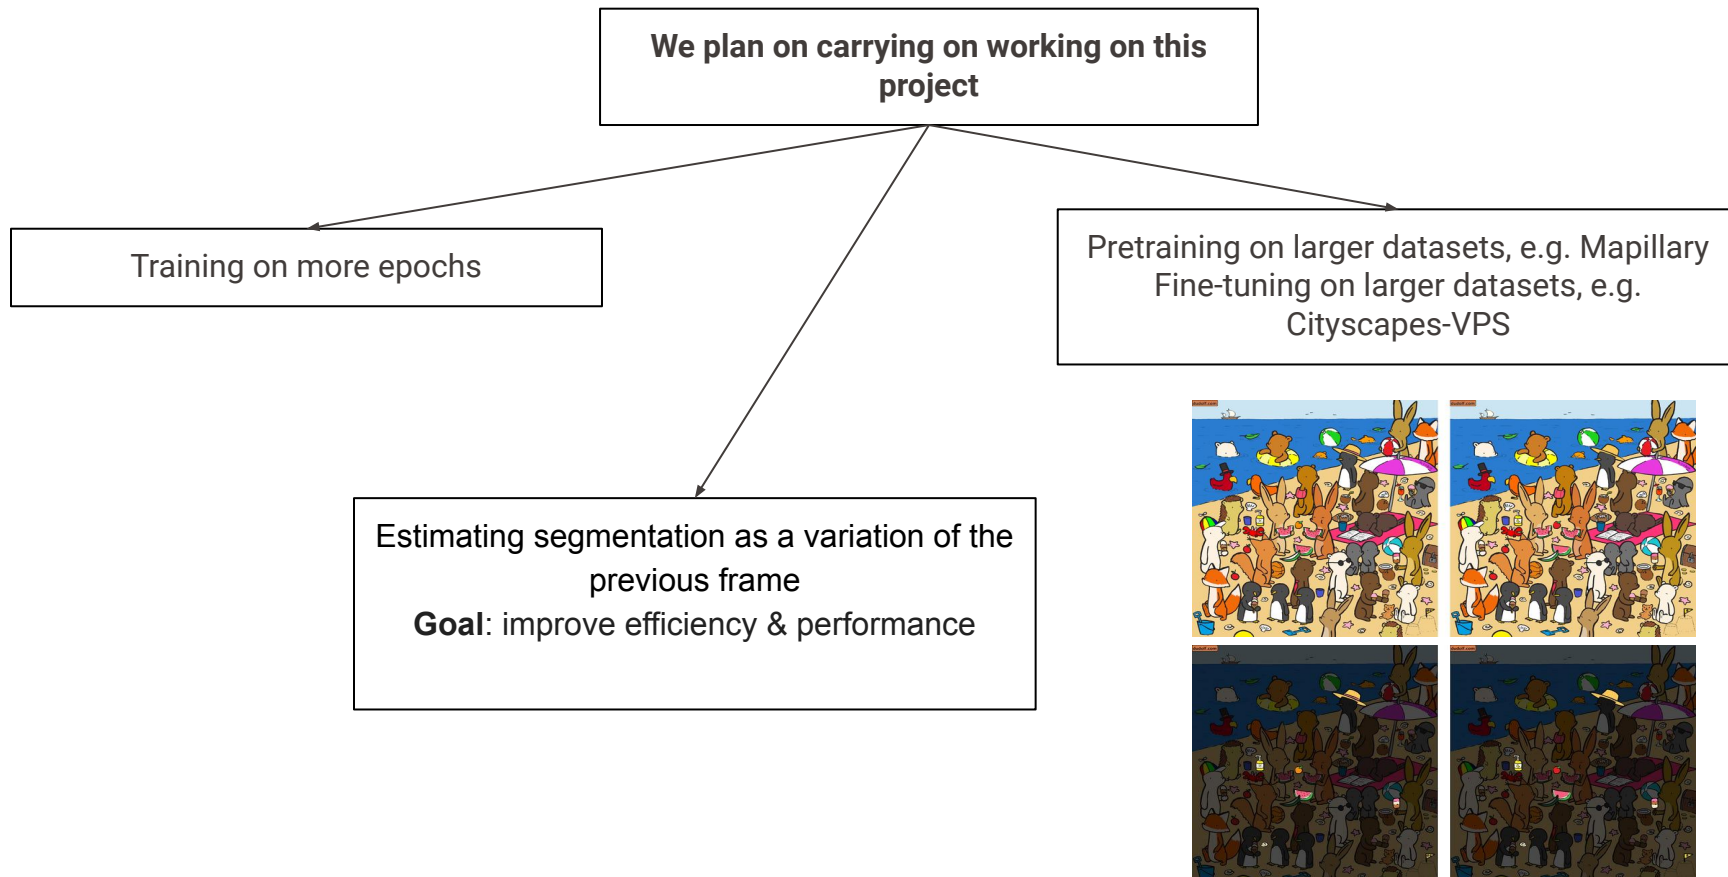 We plan on carrying on working on this
project
Training on more epochs
Pretraining on larger datasets, e.g. Mapillary
Fine-tuning on larger datasets, e.g.
Cityscapes-VPS
Estimating segmentation as a variation of the
previous frame
Goal: improve efficiency & performance